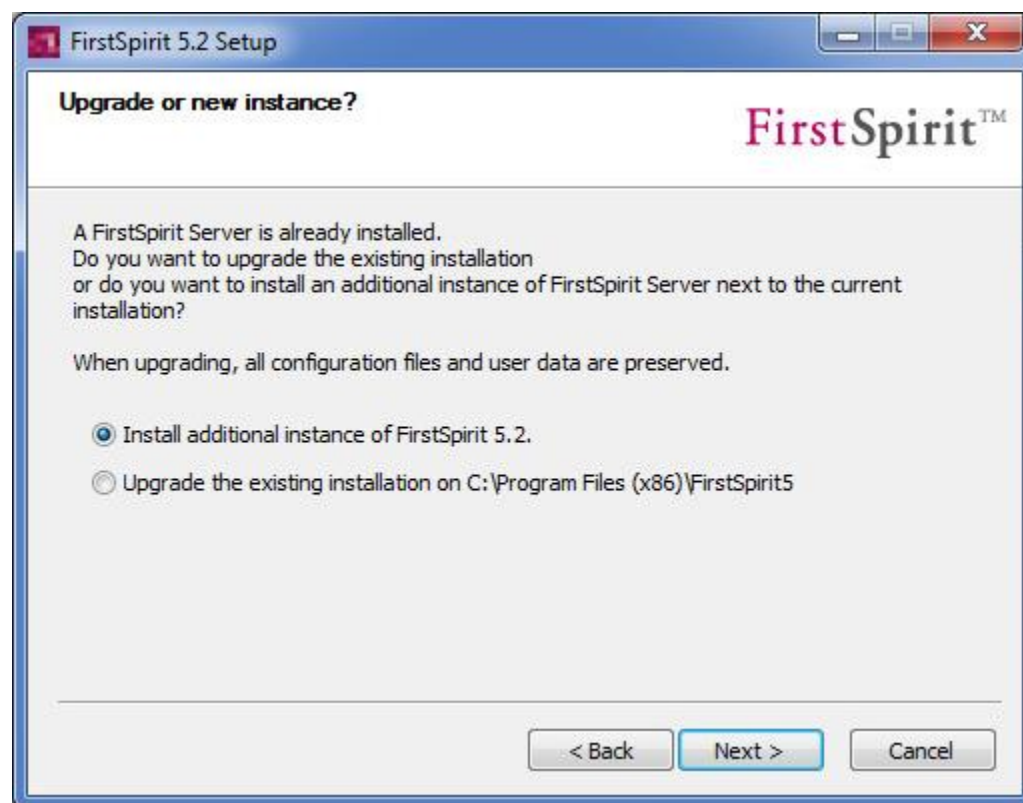 FirstSpirit 5.2 Setup
Upgrade or new instance?
FirstSpirit™
A FirstSpirit Server is already installed.
Do you want to upgrade the existing installation
or do you want to install an additional instance of FirstSpirit Server next to the current
installation?
When upgrading, all configuration files and user data are preserved.
Install additional instance of FirstSpirit 5.2.
Upgrade the existing installation on C:\Program Files (x86)\FirstSpirit5
< Back
Next >
Cancel